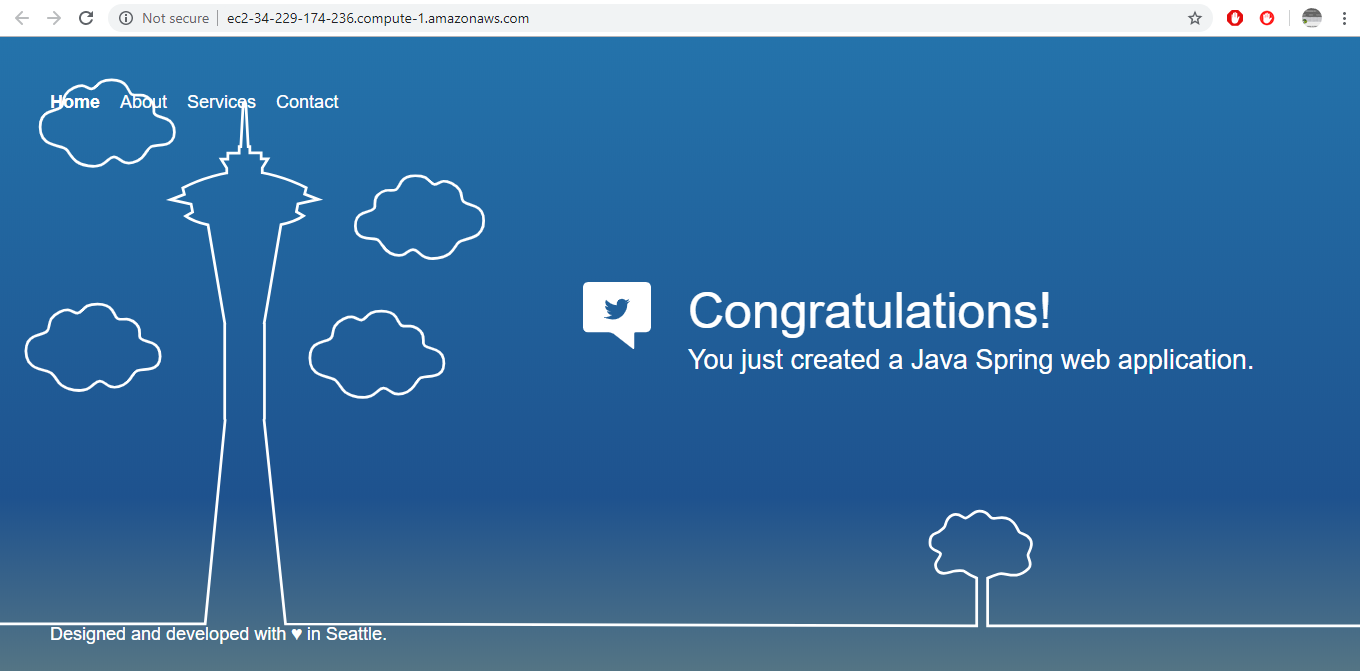 Not secure ec2-34-229-174-236.compute-1.amazonaws.com
Home About Services Contact
Congratulations!
You just created a Java Spring web application.
Designed and developed with ♥ in Seattle.